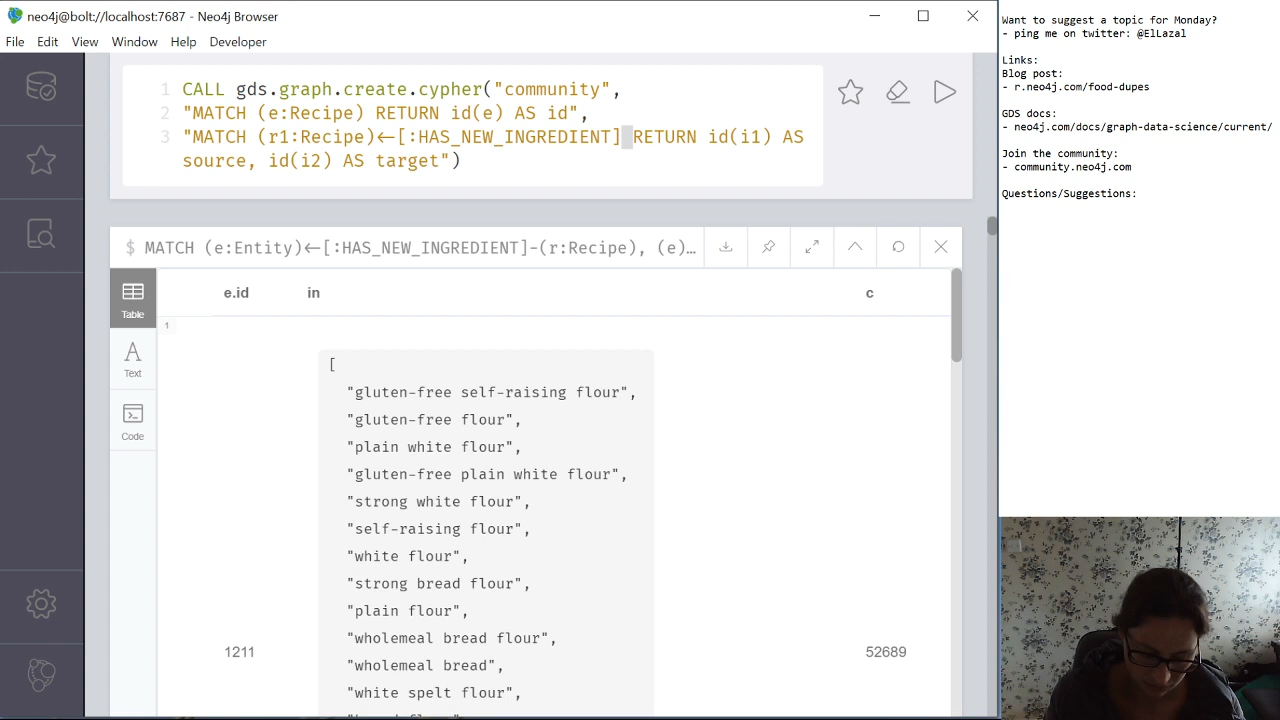 neo4j@bolt://localhost:7687 - Neo4j Browser
File Edit View Window Help Developer
1 CALL gds.graph.create.cypher("community",
2 "MATCH (e:Recipe) RETURN id(e) AS id",
3 "MATCH (r1:Recipe)<-[:HAS_NEW_INGREDIENT] RETURN id(i1) AS
source, id(i2) AS target")
$ MATCH (e:Entity)<-[:HAS_NEW_INGREDIENT]-(r:Recipe), (e)…
Table
Text
Code
e.id in c
1
[
"gluten-free self-raising flour",
"gluten-free flour",
"plain white flour",
"gluten-free plain white flour",
"strong white flour",
"self-raising flour",
"white flour",
"strong bread flour",
"plain flour",
"wholemeal bread flour",
1211 52689
"wholemeal bread",
"white spelt flour",
Want to suggest a topic for Monday?
- ping me on twitter: @ElLazal
Links:
Blog post:
- r.neo4j.com/food-dupes
GDS docs:
- neo4j.com/docs/graph-data-science/current/
Join the community:
- community.neo4j.com
Questions/Suggestions: